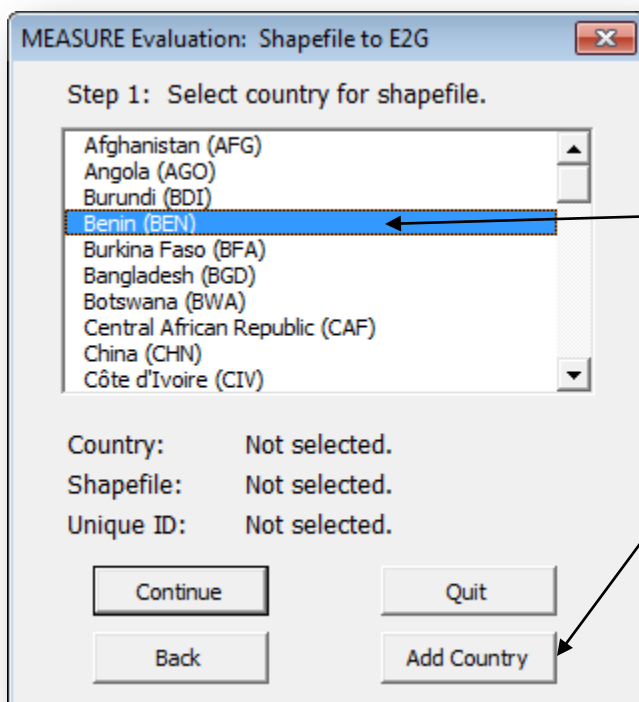 MEASURE Evaluation: Shapefile to E2G
Step 1: Select country for shapefile.
Afghanistan (AFG)
Angola (AGO)
Burundi (BDI)
Benin (BEN)
Burkina Faso (BFA)
Bangladesh (BGD)
Botswana (BWA)
Central African Republic (CAF)
China (CHN)
Côte d'Ivoire (CIV)
Country: Not selected.
Shapefile: Not selected.
Unique ID: Not selected.
Continue Quit
Back Add Country